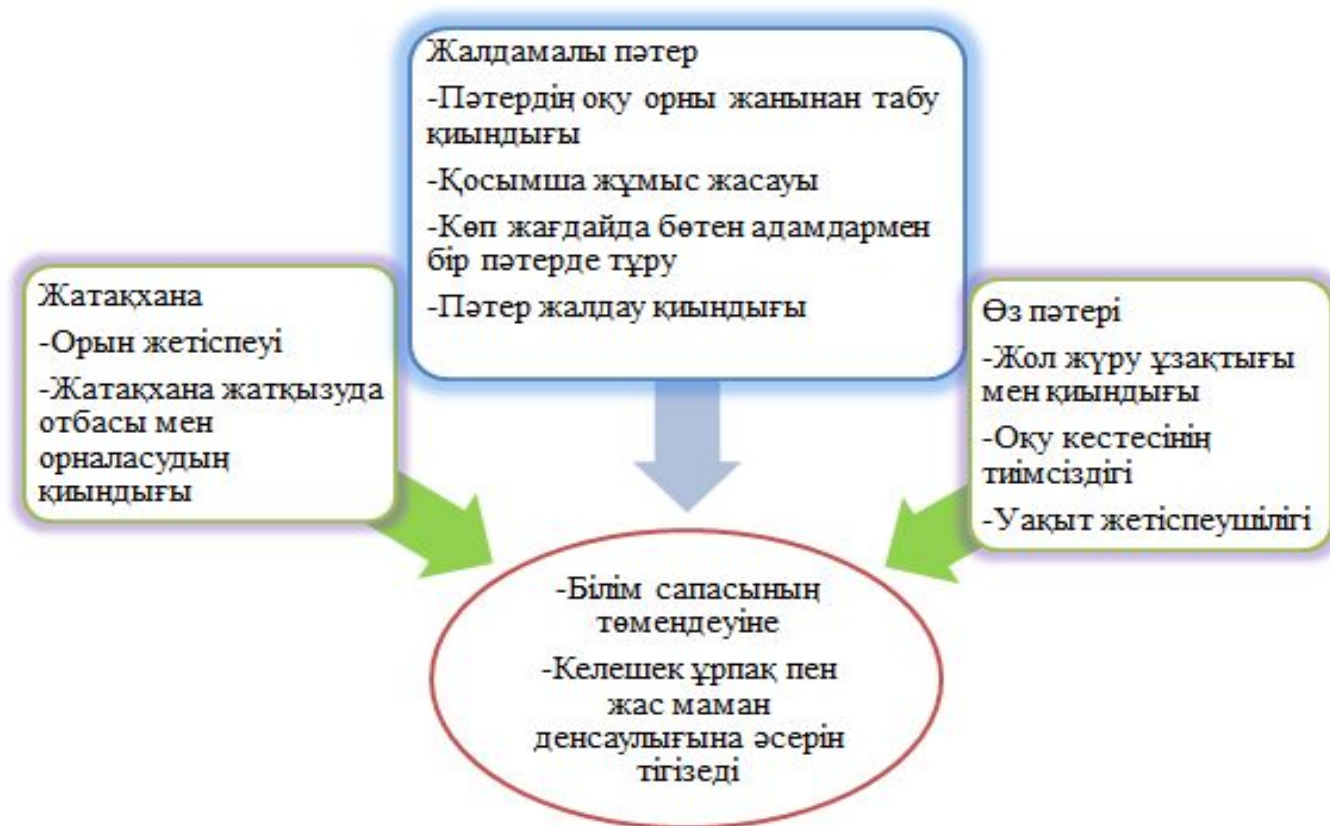 Жалдамалы пәтер
-Пәтердің оқу орны жанынан табу
қиындығы
-Қосымша жұмыс жасауы
-Көп жағдайда бөтен адамдармен
бір пәтерде тұру
-Пәтер жалдау қиындығы
Жатақхана
-Орын жетіспеуі
-Жатақхана жатқызуда
отбасы мен
орналасудың
қиындығы
Өз пәтері
-Жол жүру ұзақтығы
мен қиындығы
-Оқу кестесінің
тиімсіздігі
-Уақыт жетіспеушілігі
-Білім сапасының
төмендеуіне
-Келешек ұрпақ пен
жас маман
денсаулығына әсерін
тігізеді